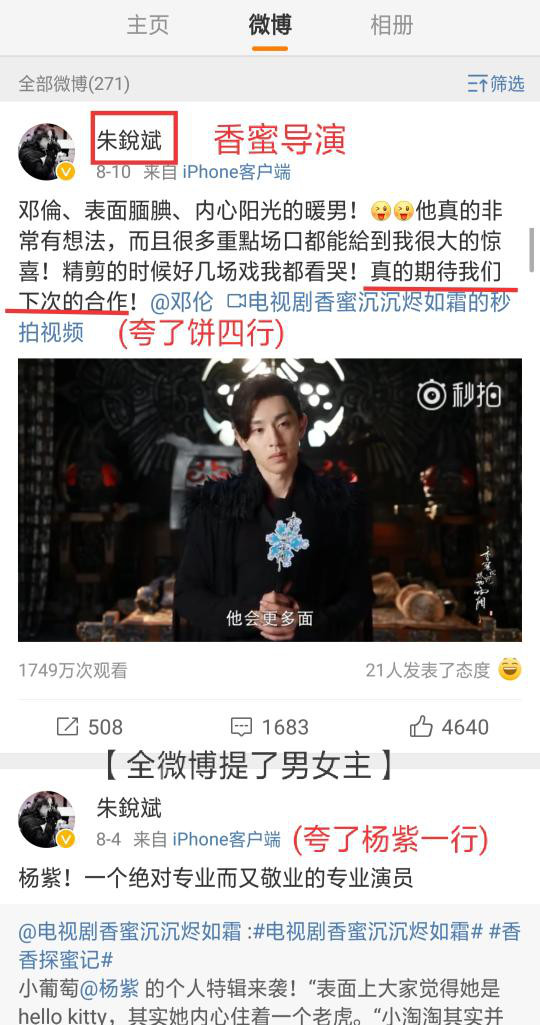 主页 微博 相册
全部微博(271) 筛选
朱銳斌 香蜜导演
8-10 来自 iPhone客户端
邓倫、表面腼腆、内心阳光的暖男！😜😜他真的非
常有想法，而且很多重點场口都能給到我很大的惊
喜！精剪的时候好几场戏我都看哭！真的期待我们
下次的合作！@邓伦 电视剧香蜜沉沉烬如霜的秒
拍视频 (夸了饼四行)
秒拍
香蜜沉沉烬如霜
他会更多面
1749万次观看 21人发表了态度
508 1683 4640
【 全微博提了男女主 】
朱銳斌
8-4 来自 iPhone客户端 (夸了杨紫一行)
杨紫！一个绝对专业而又敬业的专业演员
@电视剧香蜜沉沉烬如霜 :#电视剧香蜜沉沉烬如霜# #香
香探蜜记#
小葡萄@杨紫 的个人特辑来袭！“表面上大家觉得她是
hello kitty，其实她内心住着一个老虎。“小淘淘其实并